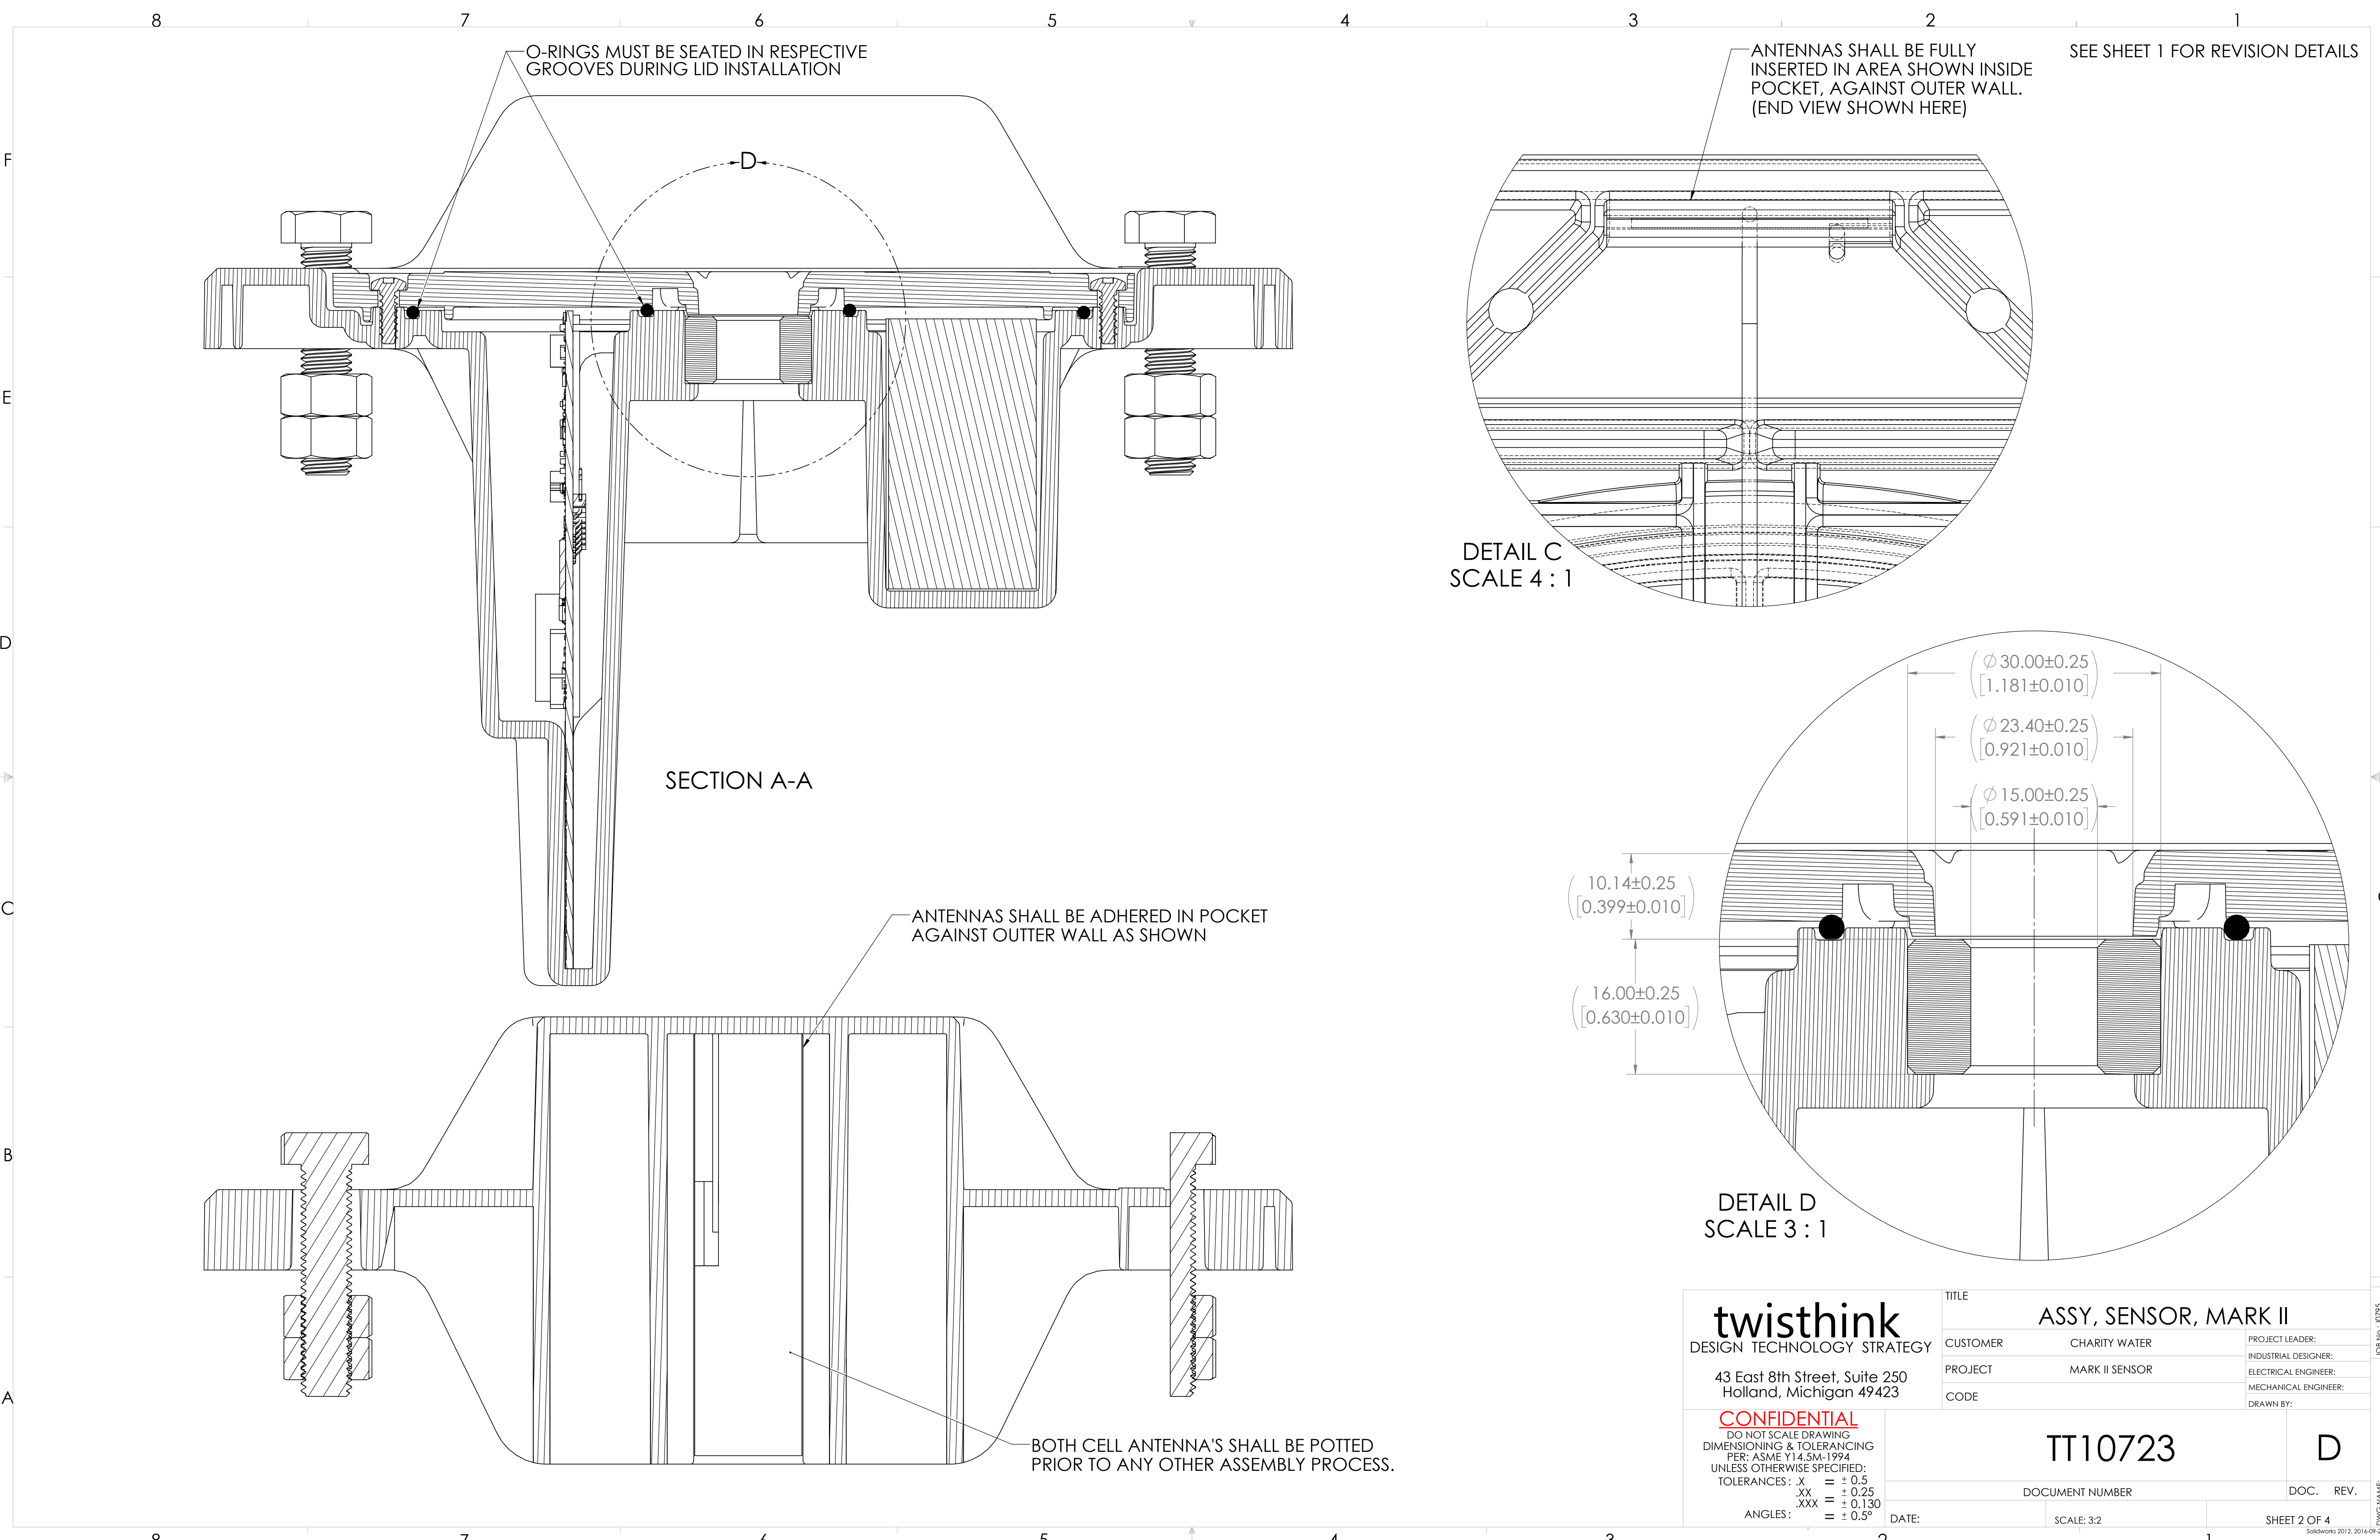 8 7 6 5 4 3 2 1
O-RINGS MUST BE SEATED IN RESPECTIVE
GROOVES DURING LID INSTALLATION
ANTENNAS SHALL BE FULLY
INSERTED IN AREA SHOWN INSIDE
POCKET, AGAINST OUTER WALL.
(END VIEW SHOWN HERE)
SEE SHEET 1 FOR REVISION DETAILS
F
E
D
C
B
A
D
DETAIL C
SCALE 4 : 1
SECTION A-A
(⌀30.00±0.25)
([1.181±0.010])
(⌀23.40±0.25)
([0.921±0.010])
(⌀15.00±0.25)
([0.591±0.010])
(10.14±0.25)
([0.399±0.010])
(16.00±0.25)
([0.630±0.010])
DETAIL D
SCALE 3 : 1
ANTENNAS SHALL BE ADHERED IN POCKET
AGAINST OUTTER WALL AS SHOWN
BOTH CELL ANTENNA'S SHALL BE POTTED
PRIOR TO ANY OTHER ASSEMBLY PROCESS.
twisthink
DESIGN TECHNOLOGY STRATEGY
43 East 8th Street, Suite 250
Holland, Michigan 49423
TITLE
ASSY, SENSOR, MARK II
CUSTOMER CHARITY WATER
PROJECT MARK II SENSOR
CODE
PROJECT LEADER:
INDUSTRIAL DESIGNER:
ELECTRICAL ENGINEER:
MECHANICAL ENGINEER:
DRAWN BY:
CONFIDENTIAL
DO NOT SCALE DRAWING
DIMENSIONING & TOLERANCING
PER: ASME Y14.5M-1994
UNLESS OTHERWISE SPECIFIED:
TOLERANCES: .X = ± 0.5
.XX = ± 0.25
.XXX = ± 0.130
ANGLES: = ± 0.5°
TT10723
D
DOCUMENT NUMBER
DOC. REV.
DATE:
SCALE: 3:2
SHEET 2 OF 4
Solidworks 2012, 2016-09-
8 7 6 5 4 3 2 1